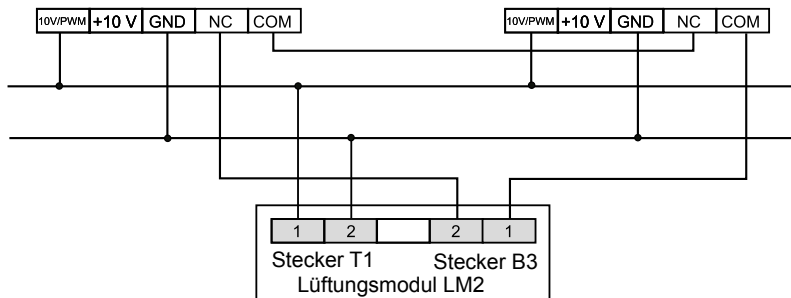 10V/PWM +10 V GND NC COM 10V/PWM +10 V GND NC COM
1 2 2 1
Stecker T1 Stecker B3
Lüftungsmodul LM2